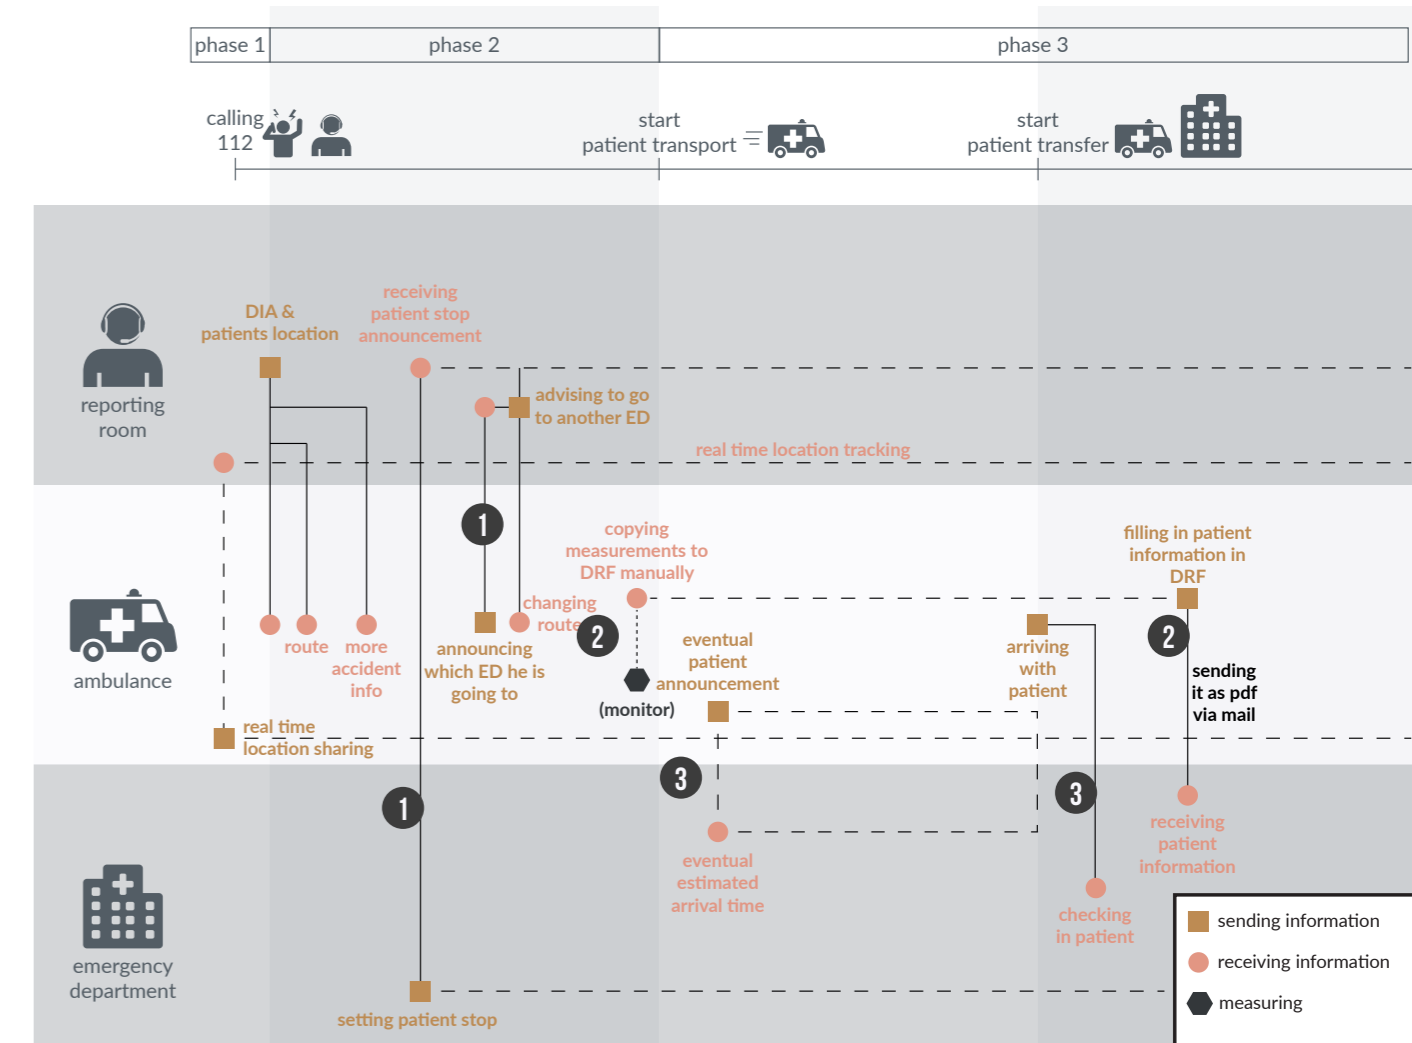 phase 1
phase 2
phase 3
calling
112
start
patient transport
start
patient transfer
receiving
patient stop
announcement
DIA &
patients location
advising to go
to another ED
reporting
room
real time location tracking
1
copying
measurements to
DRF manually
filling in patient
information in
DRF
changing
route
2
2
route
more
accident
info
announcing
which ED he is
going to
eventual
patient
announcement
arriving
with
patient
sending
it as pdf
via mail
ambulance
(monitor)
real time
location sharing
3
3
1
receiving
patient
information
eventual
estimated
arrival time
checking
in patient
emergency
department
setting patient stop
sending information
receiving information
measuring